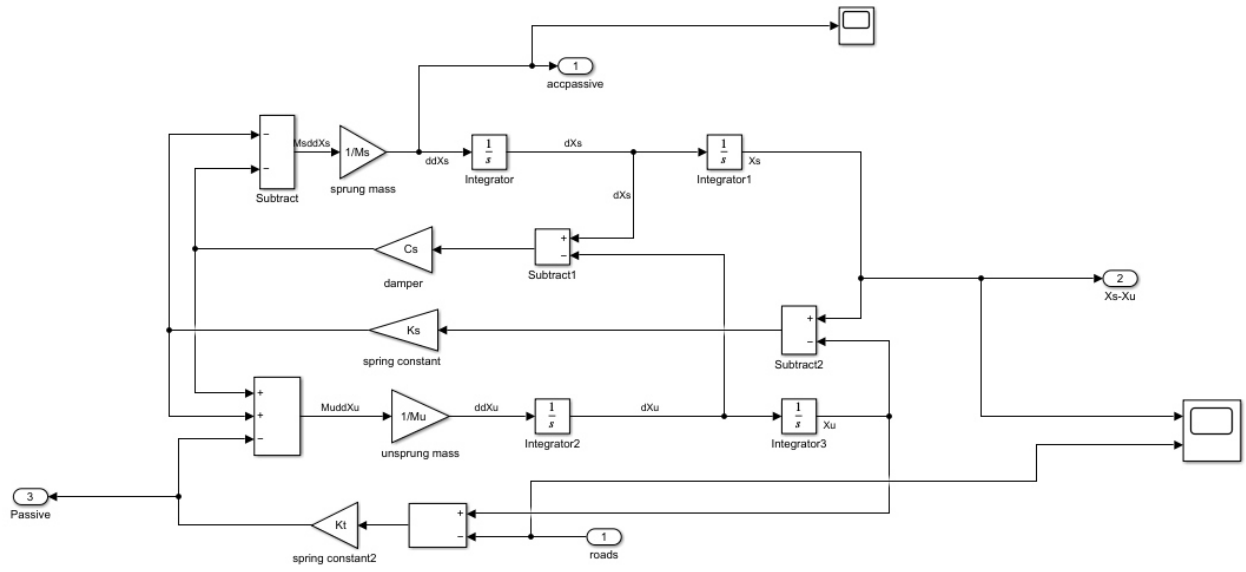 1
accpassive
−
−
Subtract
MsddXs
1/Ms
sprung mass
ddXs
1
s
Integrator
dXs
1
s
Integrator1
Xs
dXs
+
−
Subtract1
Cs
damper
2
Xs-Xu
+
−
Subtract2
Ks
spring constant
+
+
−
MuddXu
1/Mu
unsprung mass
ddXu
1
s
Integrator2
dXu
1
s
Integrator3
Xu
3
Passive
Kt
spring constant2
+
−
1
roads